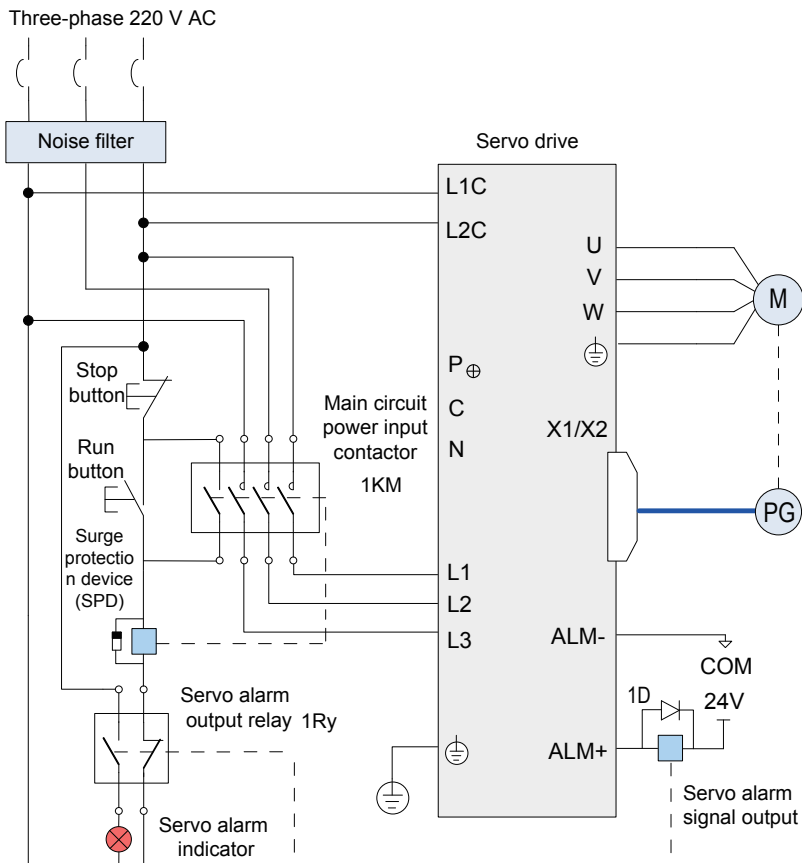 Three-phase 220 V AC
Noise filter
Servo drive
L1C
L2C
U
V
W
M
P
C
N
X1/X2
PG
Stop
button
Run
button
Main circuit
power input
contactor
1KM
Surge
protectio
n device
(SPD)
L1
L2
L3
ALM-
COM
24V
1D
ALM+
Servo alarm
output relay 1Ry
Servo alarm
signal output
Servo alarm
indicator